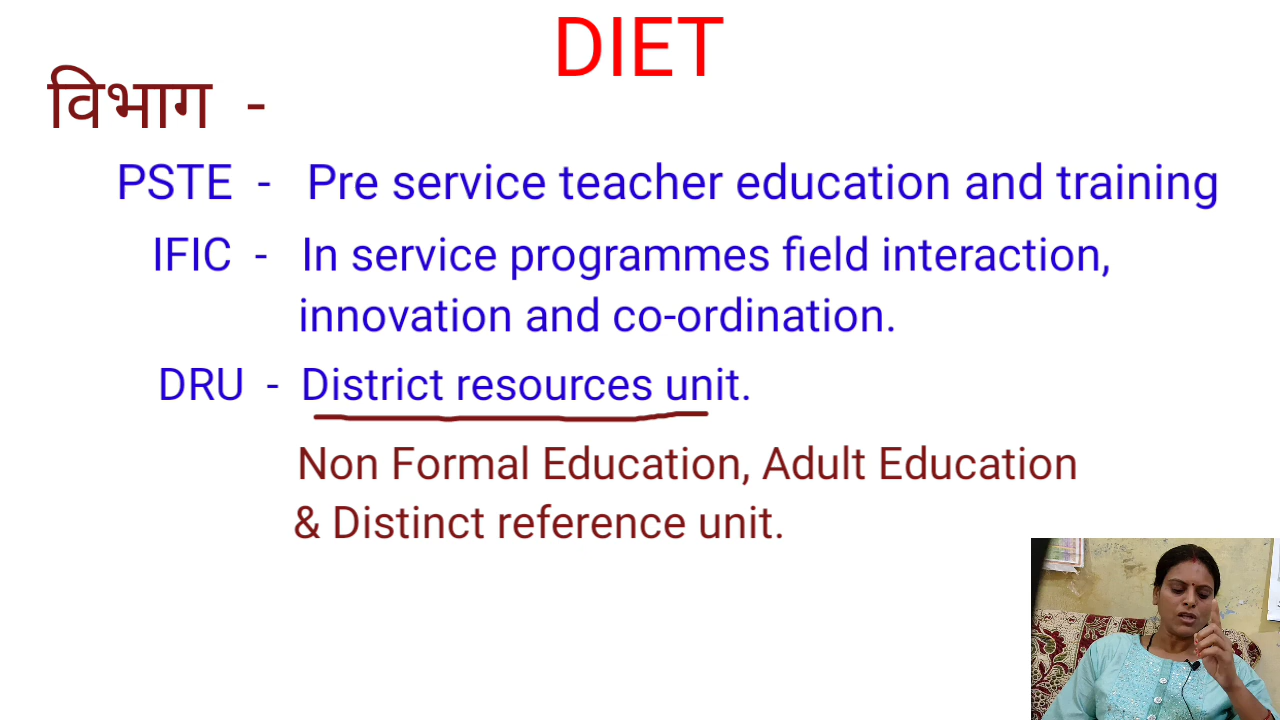 DIET
विभाग -
PSTE - Pre service teacher education and training
IFIC - In service programmes field interaction,
innovation and co-ordination.
DRU - District resources unit.
Non Formal Education, Adult Education
& Distinct reference unit.